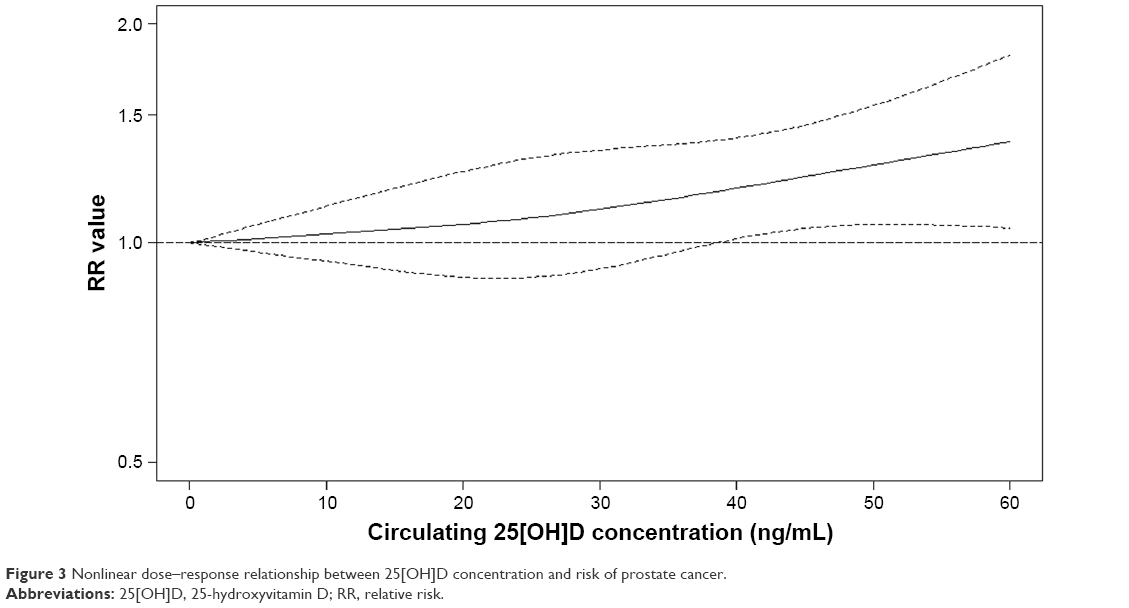 2.0
1.5
1.0
0.5
RR value
0 10 20 30 40 50 60
Circulating 25[OH]D concentration (ng/mL)
Figure 3 Nonlinear dose–response relationship between 25[OH]D concentration and risk of prostate cancer.
Abbreviations: 25[OH]D, 25-hydroxyvitamin D; RR, relative risk.